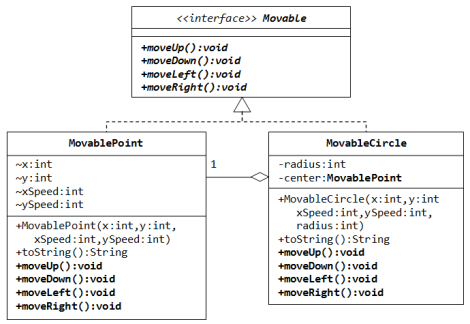 <<interface>> Movable
+moveUp():void
+moveDown():void
+moveLeft():void
+moveRight():void
MovablePoint
~x:int
~y:int
~xSpeed:int
~ySpeed:int
+MovablePoint(x:int,y:int,
xSpeed:int,ySpeed:int)
+toString():String
+moveUp():void
+moveDown():void
+moveLeft():void
+moveRight():void
1
MovableCircle
-radius:int
-center:MovablePoint
+MovableCircle(x:int,y:int
xSpeed:int,ySpeed:int,
radius:int)
+toString():String
+moveUp():void
+moveDown():void
+moveLeft():void
+moveRight():void